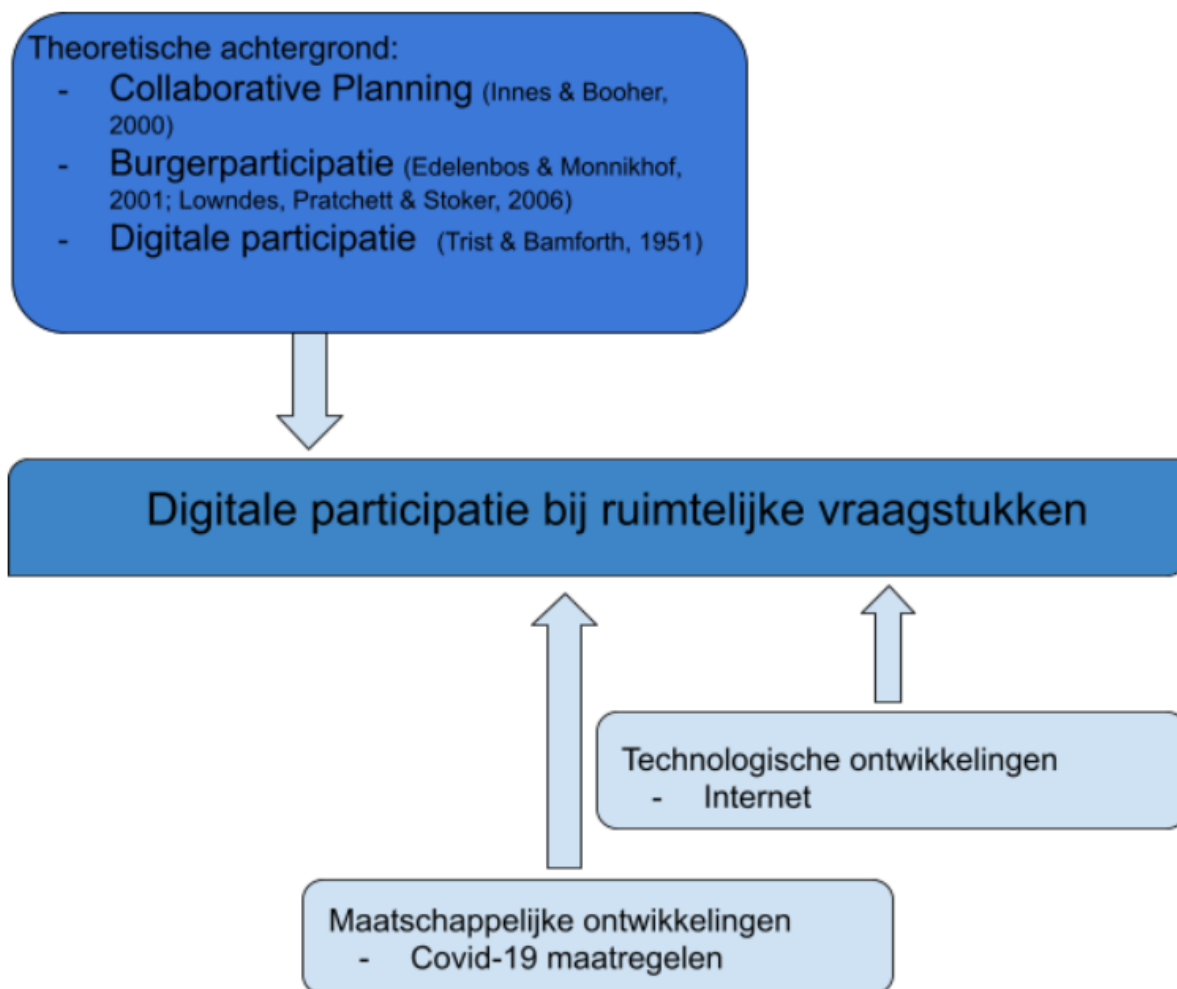 Theoretische achtergrond:
- Collaborative Planning (Innes & Booher,
2000)
- Burgerparticipatie (Edelenbos & Monnikhof,
2001; Lowndes, Pratchett & Stoker, 2006)
- Digitale participatie (Trist & Bamforth, 1951)
Digitale participatie bij ruimtelijke vraagstukken
Technologische ontwikkelingen
- Internet
Maatschappelijke ontwikkelingen
- Covid-19 maatregelen